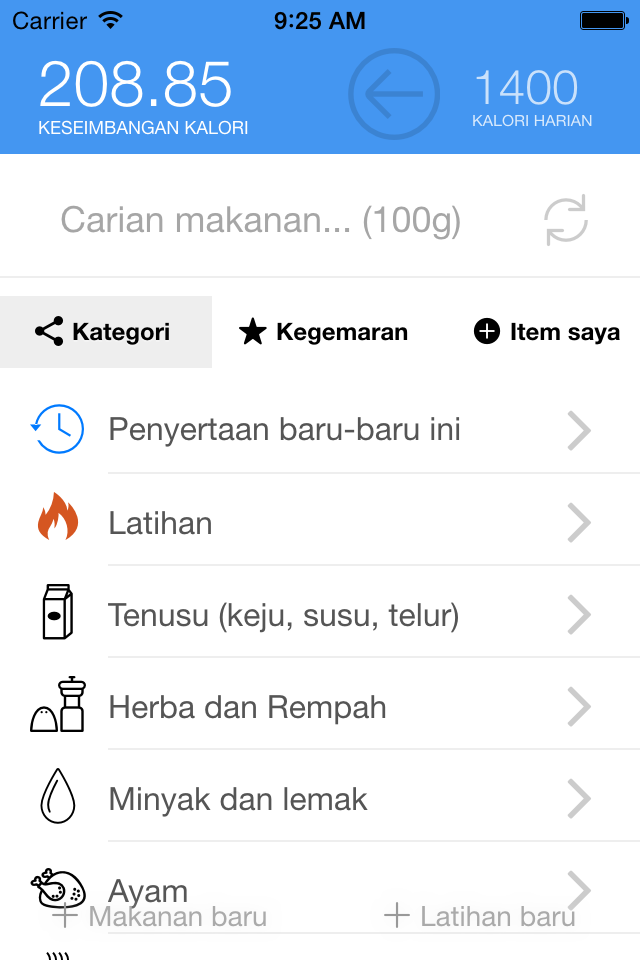 Carrier 9:25 AM
208.85 1400
KESEIMBANGAN KALORI KALORI HARIAN
Carian makanan... (100g)
Kategori Kegemaran Item saya
Penyertaan baru-baru ini
Latihan
Tenusu (keju, susu, telur)
Herba dan Rempah
Minyak dan lemak
Ayam
+ Makanan baru + Latihan baru